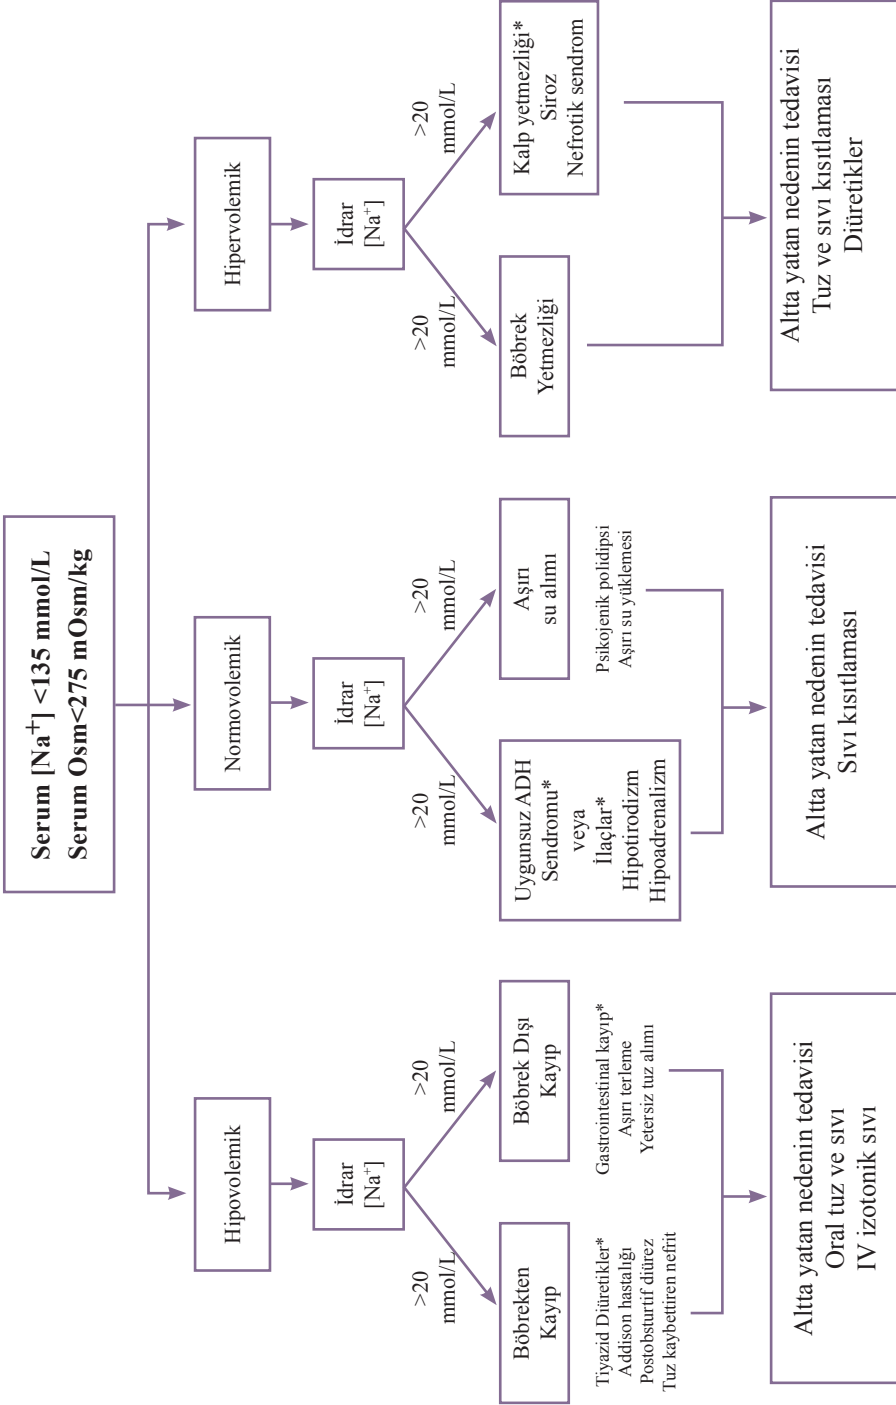 Serum [Na⁺] <135 mmol/L
Serum Osm<275 mOsm/kg
Hipovolemik
İdrar
[Na⁺]
>20
mmol/L
>20
mmol/L
Böbrekten
Kayıp
Tiyazid Diüretikler*
Addison hastalığı
Postobsturtif diürez
Tuz kaybettiren nefrit
Böbrek Dışı
Kayıp
Gastrointestinal kayıp*
Aşırı terleme
Yetersiz tuz alımı
Altta yatan nedenin tedavisi
Oral tuz ve sıvı
IV izotonik sıvı
Normovolemik
İdrar
[Na⁺]
>20
mmol/L
>20
mmol/L
Uygunsuz ADH
Sendromu*
veya
İlaçlar*
Hipotirodizm
Hipoadrenalizm
Aşırı
su alımı
Psikojenik polidipsi
Aşırı su yüklemesi
Altta yatan nedenin tedavisi
Sıvı kısıtlaması
Hipervolemik
İdrar
[Na⁺]
>20
mmol/L
>20
mmol/L
Böbrek
Yetmezliği
Kalp yetmezliği*
Siroz
Nefrotik sendrom
Altta yatan nedenin tedavisi
Tuz ve sıvı kısıtlaması
Diüretikler